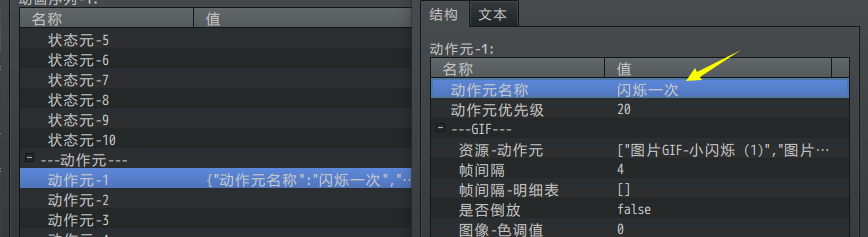 动画序列-1:
名称 值
状态元-5
状态元-6
状态元-7
状态元-8
状态元-9
状态元-10
---动作元---
动作元-1 {"动作元名称":"闪烁一次","…
动作元-2
动作元-3
结构 文本
动作元-1:
名称 值
动作元名称 闪烁一次
动作元优先级 20
---GIF---
资源-动作元 ["图片GIF-小闪烁 (1)","图片…
帧间隔 4
帧间隔-明细表 []
是否倒放 false
图像-色调值 0